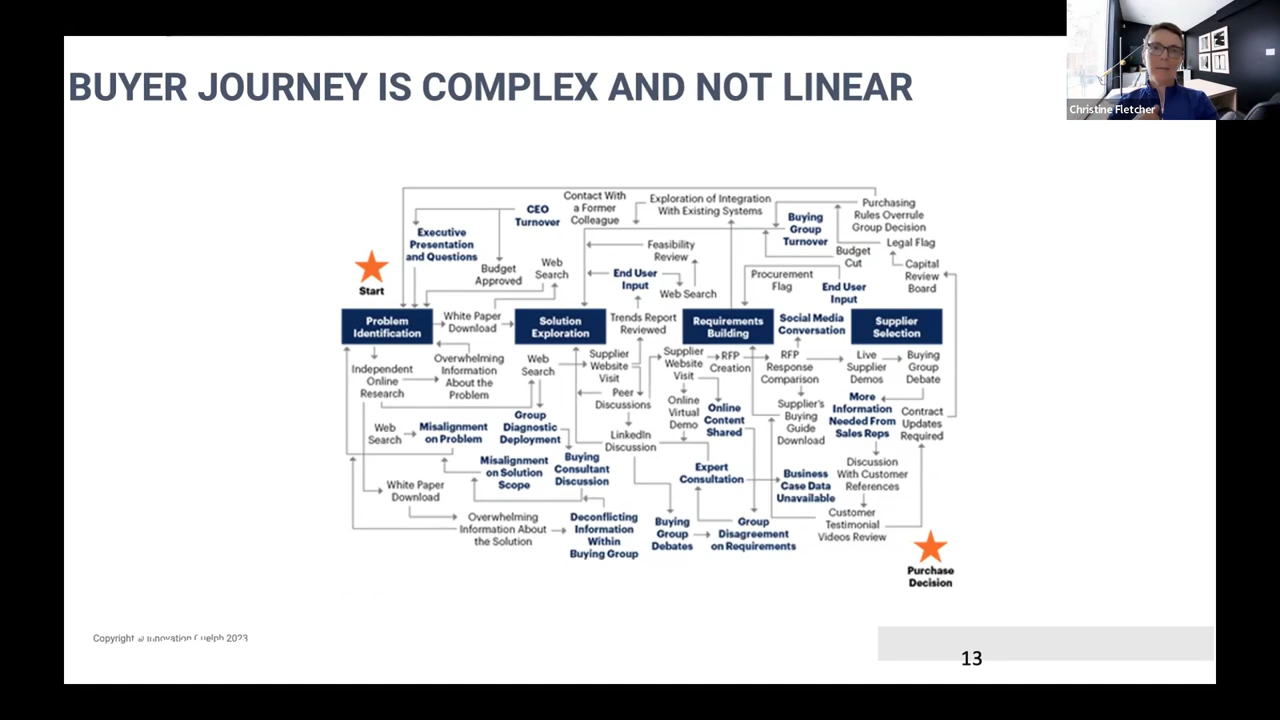 BUYER JOURNEY IS COMPLEX AND NOT LINEAR
Christine Fletcher
Start
Executive
Presentation
and Questions
CEO
Turnover
Contact With
a Former
Colleague
Exploration of Integration
With Existing Systems
Buying
Group
Turnover
Purchasing
Rules Overrule
Group Decision
Legal Flag
Budget
Cut
Capital
Review
Board
Budget
Approved
Web
Search
Feasibility
Review
End User
Input
Web Search
Procurement
Flag
End User
Input
Problem
Identification
White Paper
Download
Solution
Exploration
Trends Report
Reviewed
Requirements
Building
Social Media
Conversation
Supplier
Selection
Independent
Online
Research
Overwhelming
Information
About the
Problem
Web
Search
Supplier
Website
Visit
Peer
Discussions
Supplier
Website
Visit
RFP
Creation
RFP
Response
Comparison
Live
Supplier
Demos
Buying
Group
Debate
Online
Virtual
Demo
Online
Content
Shared
Supplier's
Buying
Guide
Download
More
Information
Needed From
Sales Reps
Contract
Updates
Required
Web
Search
Misalignment
on Problem
Group
Diagnostic
Deployment
LinkedIn
Discussion
Misalignment
on Solution
Scope
Buying
Consultant
Discussion
Expert
Consultation
Business
Case Data
Unavailable
Discussion
With Customer
References
White Paper
Download
Overwhelming
Information About
the Solution
Deconflicting
Information
Within
Buying Group
Buying
Group
Debates
Group
Disagreement
on Requirements
Customer
Testimonial
Videos Review
Purchase
Decision
Copyright © Innovation Guelph 2023
13